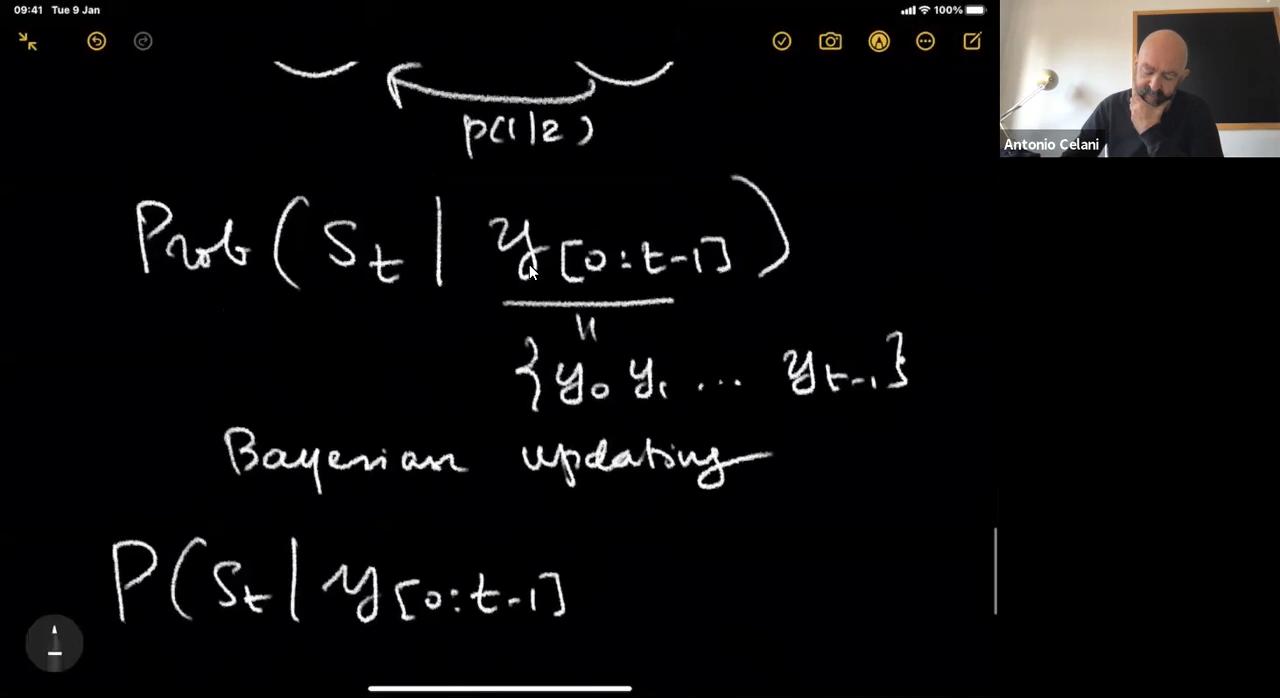 09:41 Tue 9 Jan 100%
Antonio Celani
p(1|2)
Prob(S_t | y_[0:t-1])
"
{y_0 y_1 ... y_t-1}
Bayesian updating
P(S_t | y_[0:t-1]